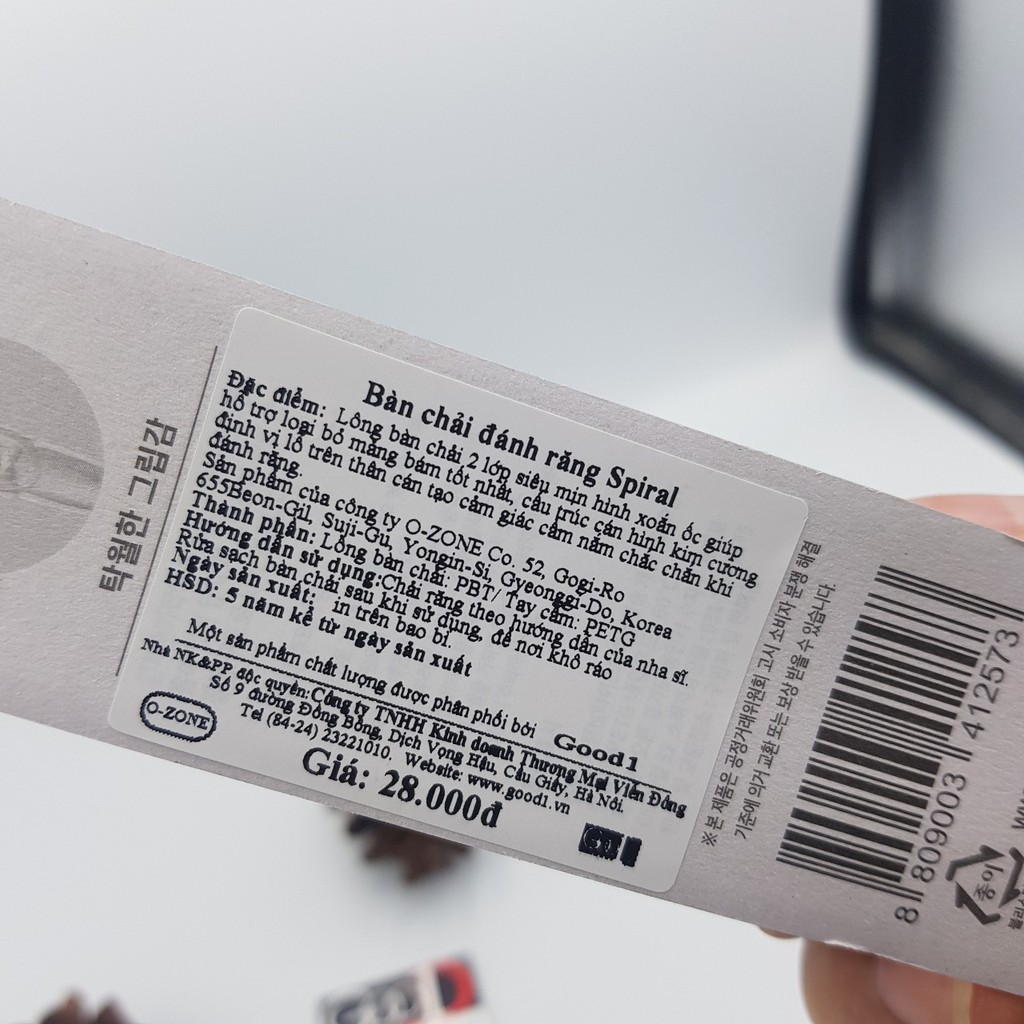 탁월한 그립감
Bàn chải đánh răng Spiral
Đặc điểm: Lông bàn chải 2 lớp siêu mịn hình xoắn ốc giúp
hỗ trợ loại bỏ mảng bám tốt nhất, cấu trúc cán hình kim cương
định vị lỗ trên thân cán tạo cảm giác cầm nắm chắc chắn khi
đánh răng.
Sản phẩm của công ty O-ZONE Co. 52, Gogi-Ro
655Beon-Gil, Suji-Gu, Yongin-Si, Gyeonggi-Do, Korea
Thành phần: Lông bàn chải: PBT/ Tay cầm: PETG
Hướng dẫn sử dụng:Chải răng theo hướng dẫn của nha sĩ.
Rửa sạch bàn chải sau khi sử dụng, để nơi khô ráo
Ngày sản xuất: in trên bao bì.
HSD: 5 năm kể từ ngày sản xuất
Một sản phẩm chất lượng được phân phối bởi Good1
Nhà NK&PP độc quyền: Công ty TNHH Kinh doanh Thương Mại Viễn Đông
Số 9 đường Đồng Bông, Dịch Vọng Hậu, Cầu Giấy, Hà Nội.
Tel (84-24) 23221010. Website: www.good1.vn
O-ZONE
Giá: 28.000đ
※ 본 제품은 공정거래위원회 고시 소비자 분쟁 해결
기준에 의거 교환 또는 보상 받을 수 있습니다.
8 809003 412573
종이